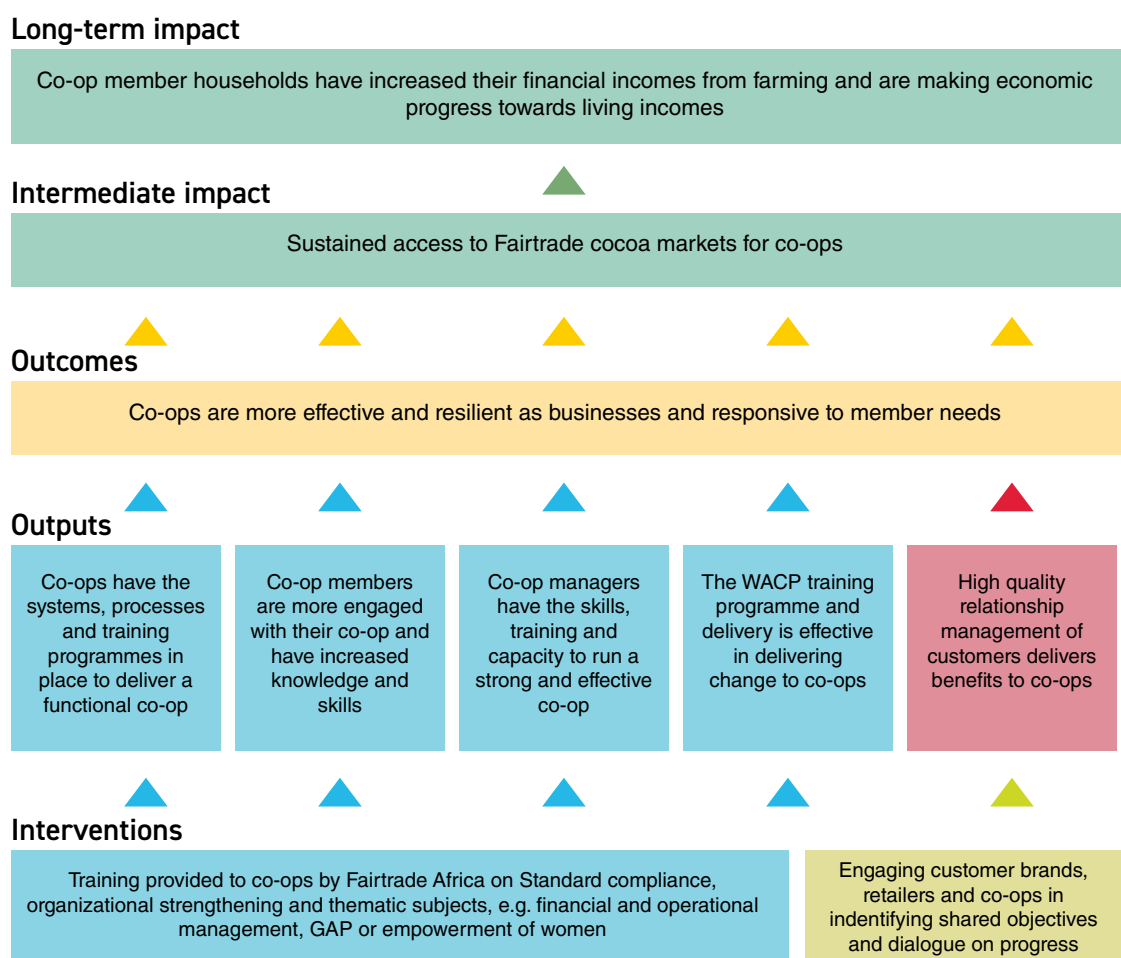 Long-term impact
Co-op member households have increased their financial incomes from farming and are making economic
progress towards living incomes
Intermediate impact
Sustained access to Fairtrade cocoa markets for co-ops
Outcomes
Co-ops are more effective and resilient as businesses and responsive to member needs
Outputs
Co-ops have the
systems, processes
and training
programmes in
place to deliver a
functional co-op
Co-op members
are more engaged
with their co-op and
have increased
knowledge and
skills
Co-op managers
have the skills,
training and
capacity to run a
strong and effective
co-op
The WACP training
programme and
delivery is effective
in delivering
change to co-ops
High quality
relationship
management of
customers delivers
benefits to co-ops
Interventions
Training provided to co-ops by Fairtrade Africa on Standard compliance,
organizational strengthening and thematic subjects, e.g. financial and operational
management, GAP or empowerment of women
Engaging customer brands,
retailers and co-ops in
indentifying shared objectives
and dialogue on progress